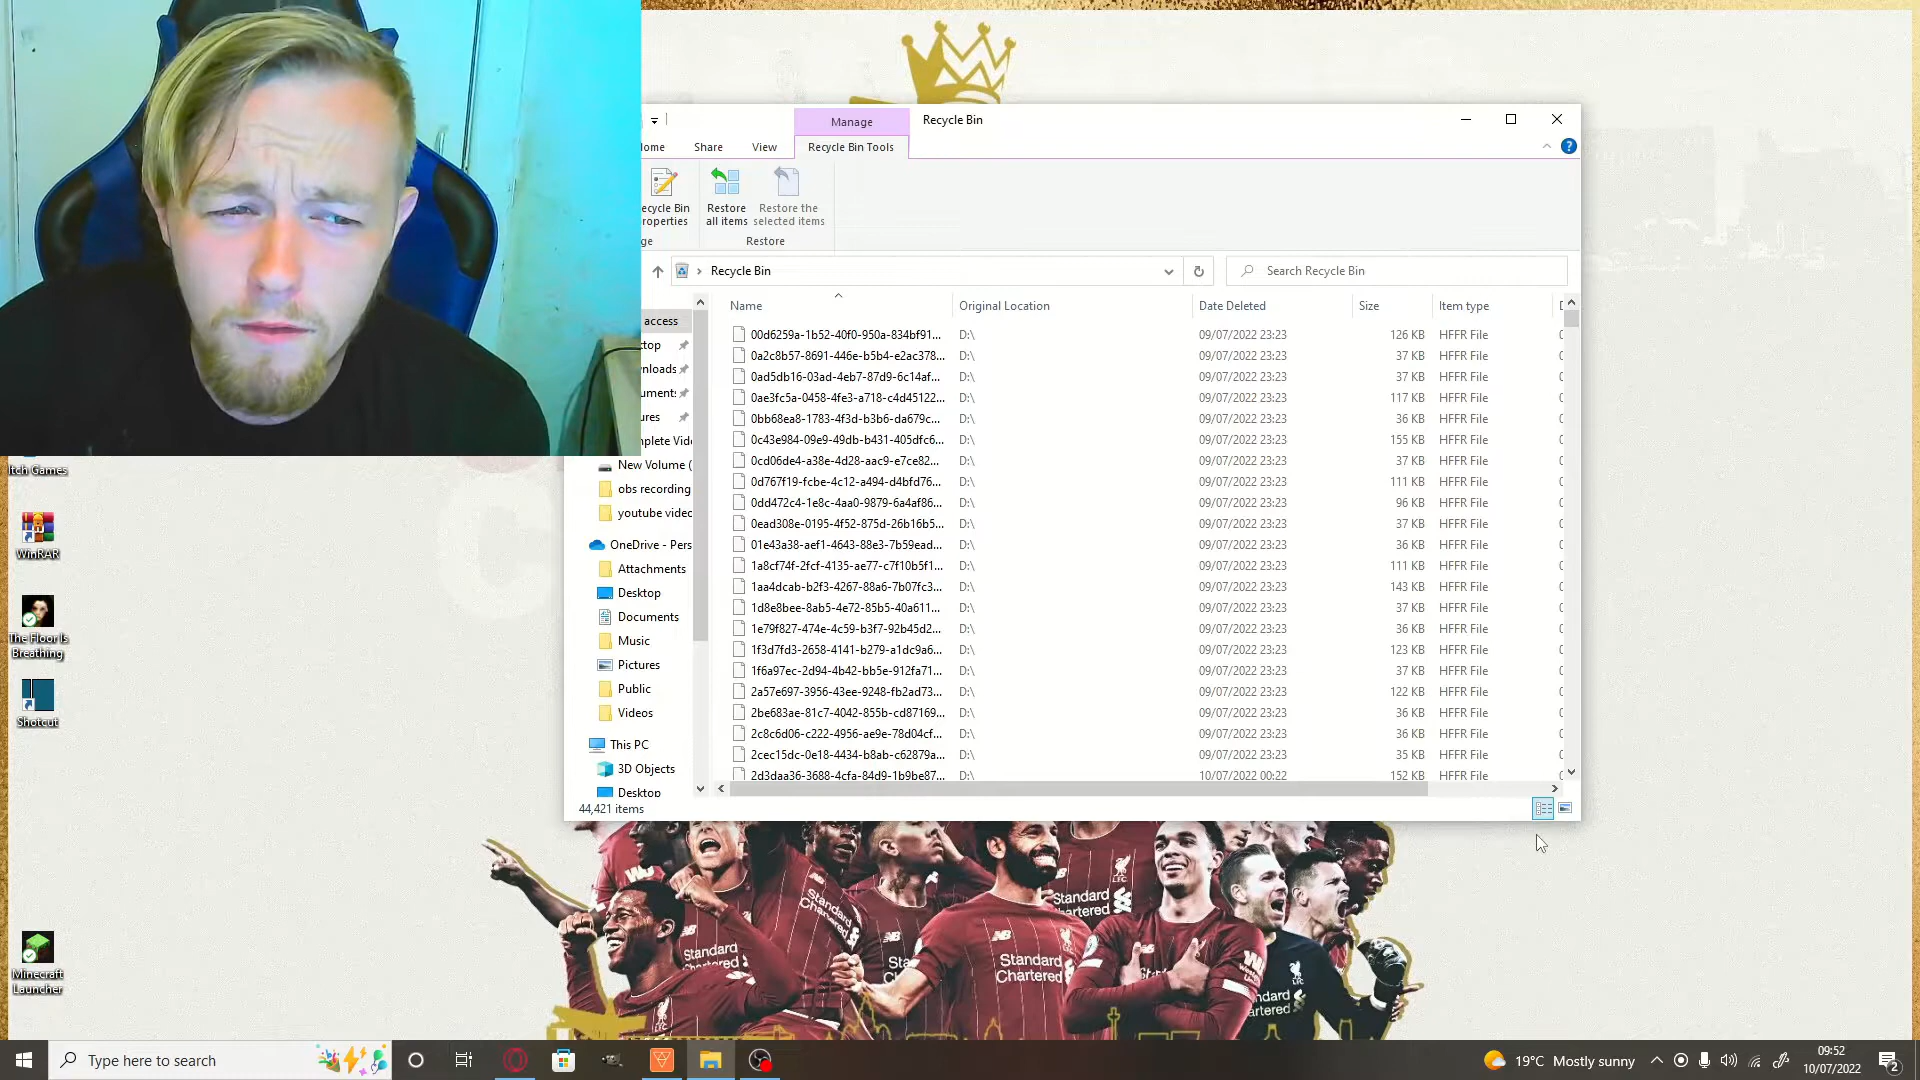 Manage
Recycle Bin
Share
View
Recycle Bin Tools
Restore all items
Restore the selected items
Restore
Recycle Bin
Search Recycle Bin
Name
Original Location
Date Deleted
Size
Item type
00d6259a-1b52-40f0-950a-834bf91... D:\ 09/07/2022 23:23 126 KB HFFR File
0a2c8b57-8691-446e-b5b4-e2ac378... D:\ 09/07/2022 23:23 37 KB HFFR File
0ad5db16-03ad-4eb7-87d9-6c14af... D:\ 09/07/2022 23:23 37 KB HFFR File
0ae3fc5a-0458-4fe3-a718-c4d45122... D:\ 09/07/2022 23:23 117 KB HFFR File
0bb68ea8-1783-4f3d-b3b6-da679c... D:\ 09/07/2022 23:23 36 KB HFFR File
0c43e984-09e9-49db-b431-405dfc6... D:\ 09/07/2022 23:23 155 KB HFFR File
0cd06de4-a38e-4d28-aac9-e7ce82... D:\ 09/07/2022 23:23 37 KB HFFR File
0d767f19-fcbe-4c12-a494-d4bfd76... D:\ 09/07/2022 23:23 111 KB HFFR File
0dd472c4-1e8c-4aa0-9879-6a4af86... D:\ 09/07/2022 23:23 96 KB HFFR File
0ead308e-0195-4f52-875d-26b16b5... D:\ 09/07/2022 23:23 37 KB HFFR File
01e43a38-aef1-4643-88e3-7b59ead... D:\ 09/07/2022 23:23 36 KB HFFR File
1a8cf74f-2fcf-4135-ae77-c7f10b5f1... D:\ 09/07/2022 23:23 111 KB HFFR File
1aa4dcab-b2f3-4267-88a6-7b07fc3... D:\ 09/07/2022 23:23 143 KB HFFR File
1d8e8bee-8ab5-4e72-85b5-40a611... D:\ 09/07/2022 23:23 37 KB HFFR File
1e79f827-474e-4c59-b3f7-92b45d2... D:\ 09/07/2022 23:23 36 KB HFFR File
1f3d7fd3-2658-4141-b279-a1dc9a6... D:\ 09/07/2022 23:23 123 KB HFFR File
1f6a97ec-2d94-4b42-bb5e-912fa71... D:\ 09/07/2022 23:23 37 KB HFFR File
2a57e697-3956-43ee-9248-fb2ad73... D:\ 09/07/2022 23:23 122 KB HFFR File
2be683ae-81c7-4042-855b-cd87169... D:\ 09/07/2022 23:23 36 KB HFFR File
2c8c6d06-c222-4956-ae9e-78d04cf... D:\ 09/07/2022 23:23 36 KB HFFR File
2cec15dc-0e18-4434-b8ab-c62879a... D:\ 09/07/2022 23:23 35 KB HFFR File
2d3daa36-3688-4cfa-84d9-1b9be87... D:\ 10/07/2022 00:22 152 KB HFFR File
access
New Volume (
obs recording
youtube videc
OneDrive - Pers
Attachments
Desktop
Documents
Music
Pictures
Public
Videos
This PC
3D Objects
Desktop
44,421 items
Itch Games
WinRAR
The Floor Is
Breathing
Shotcut
Minecraft
Launcher
Standard
Chartered
Standard
Chartered
Standard
Chartered
Type here to search
19°C Mostly sunny
09:52
10/07/2022
2